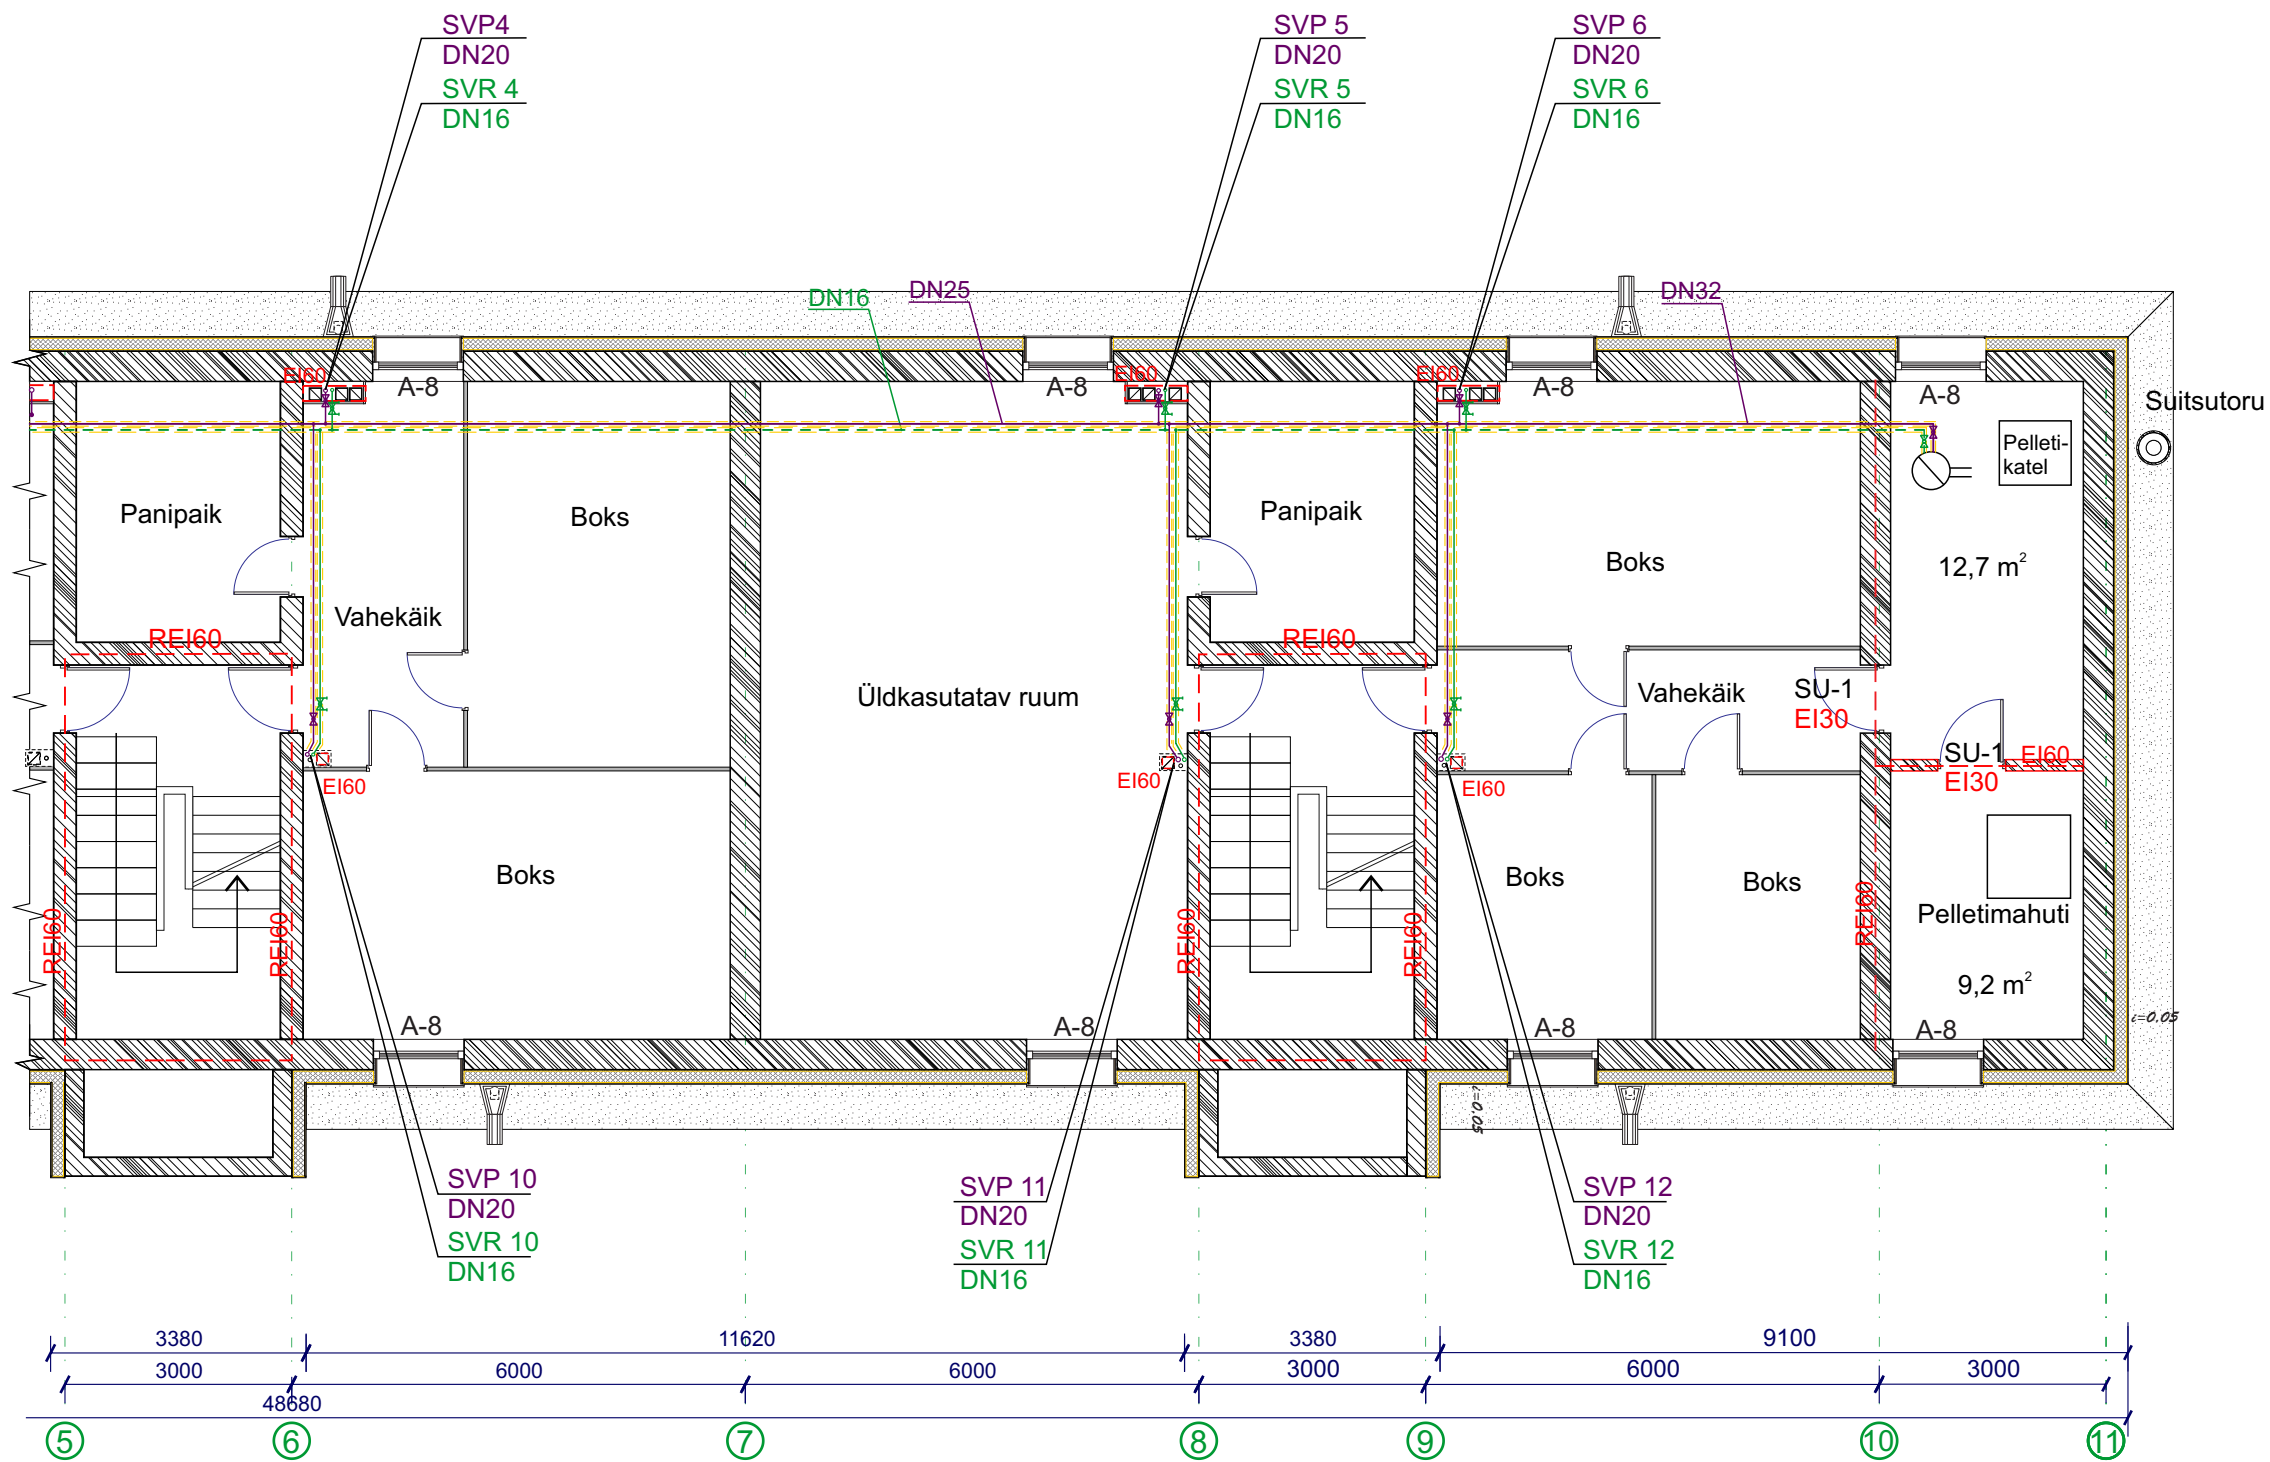 SVP4
DN20
SVR 4
DN16
SVP 5
DN20
SVR 5
DN16
SVP 6
DN20
SVR 6
DN16
DN16
DN25
DN32
EI60
A-8
A-8
EI60
EI60
A-8
A-8
Suitsutoru
Pelleti-
katel
Panipaik
Boks
Panipaik
Boks
12,7 m²
Vahekäik
REI60
REI60
Üldkasutatav ruum
Vahekäik
SU-1
EI30
SU-1
EI60
EI30
EI60
EI60
EI60
Boks
Boks
Boks
Pelletimahuti
9,2 m²
REI60
REI60
REI60
REI60
REI60
A-8
A-8
A-8
A-8
i=0,05
i=0,05
SVP 10
DN20
SVR 10
DN16
SVP 11
DN20
SVR 11
DN16
SVP 12
DN20
SVR 12
DN16
3380
11620
3380
9100
3000
6000
6000
3000
6000
3000
48680
5
6
7
8
9
10
11